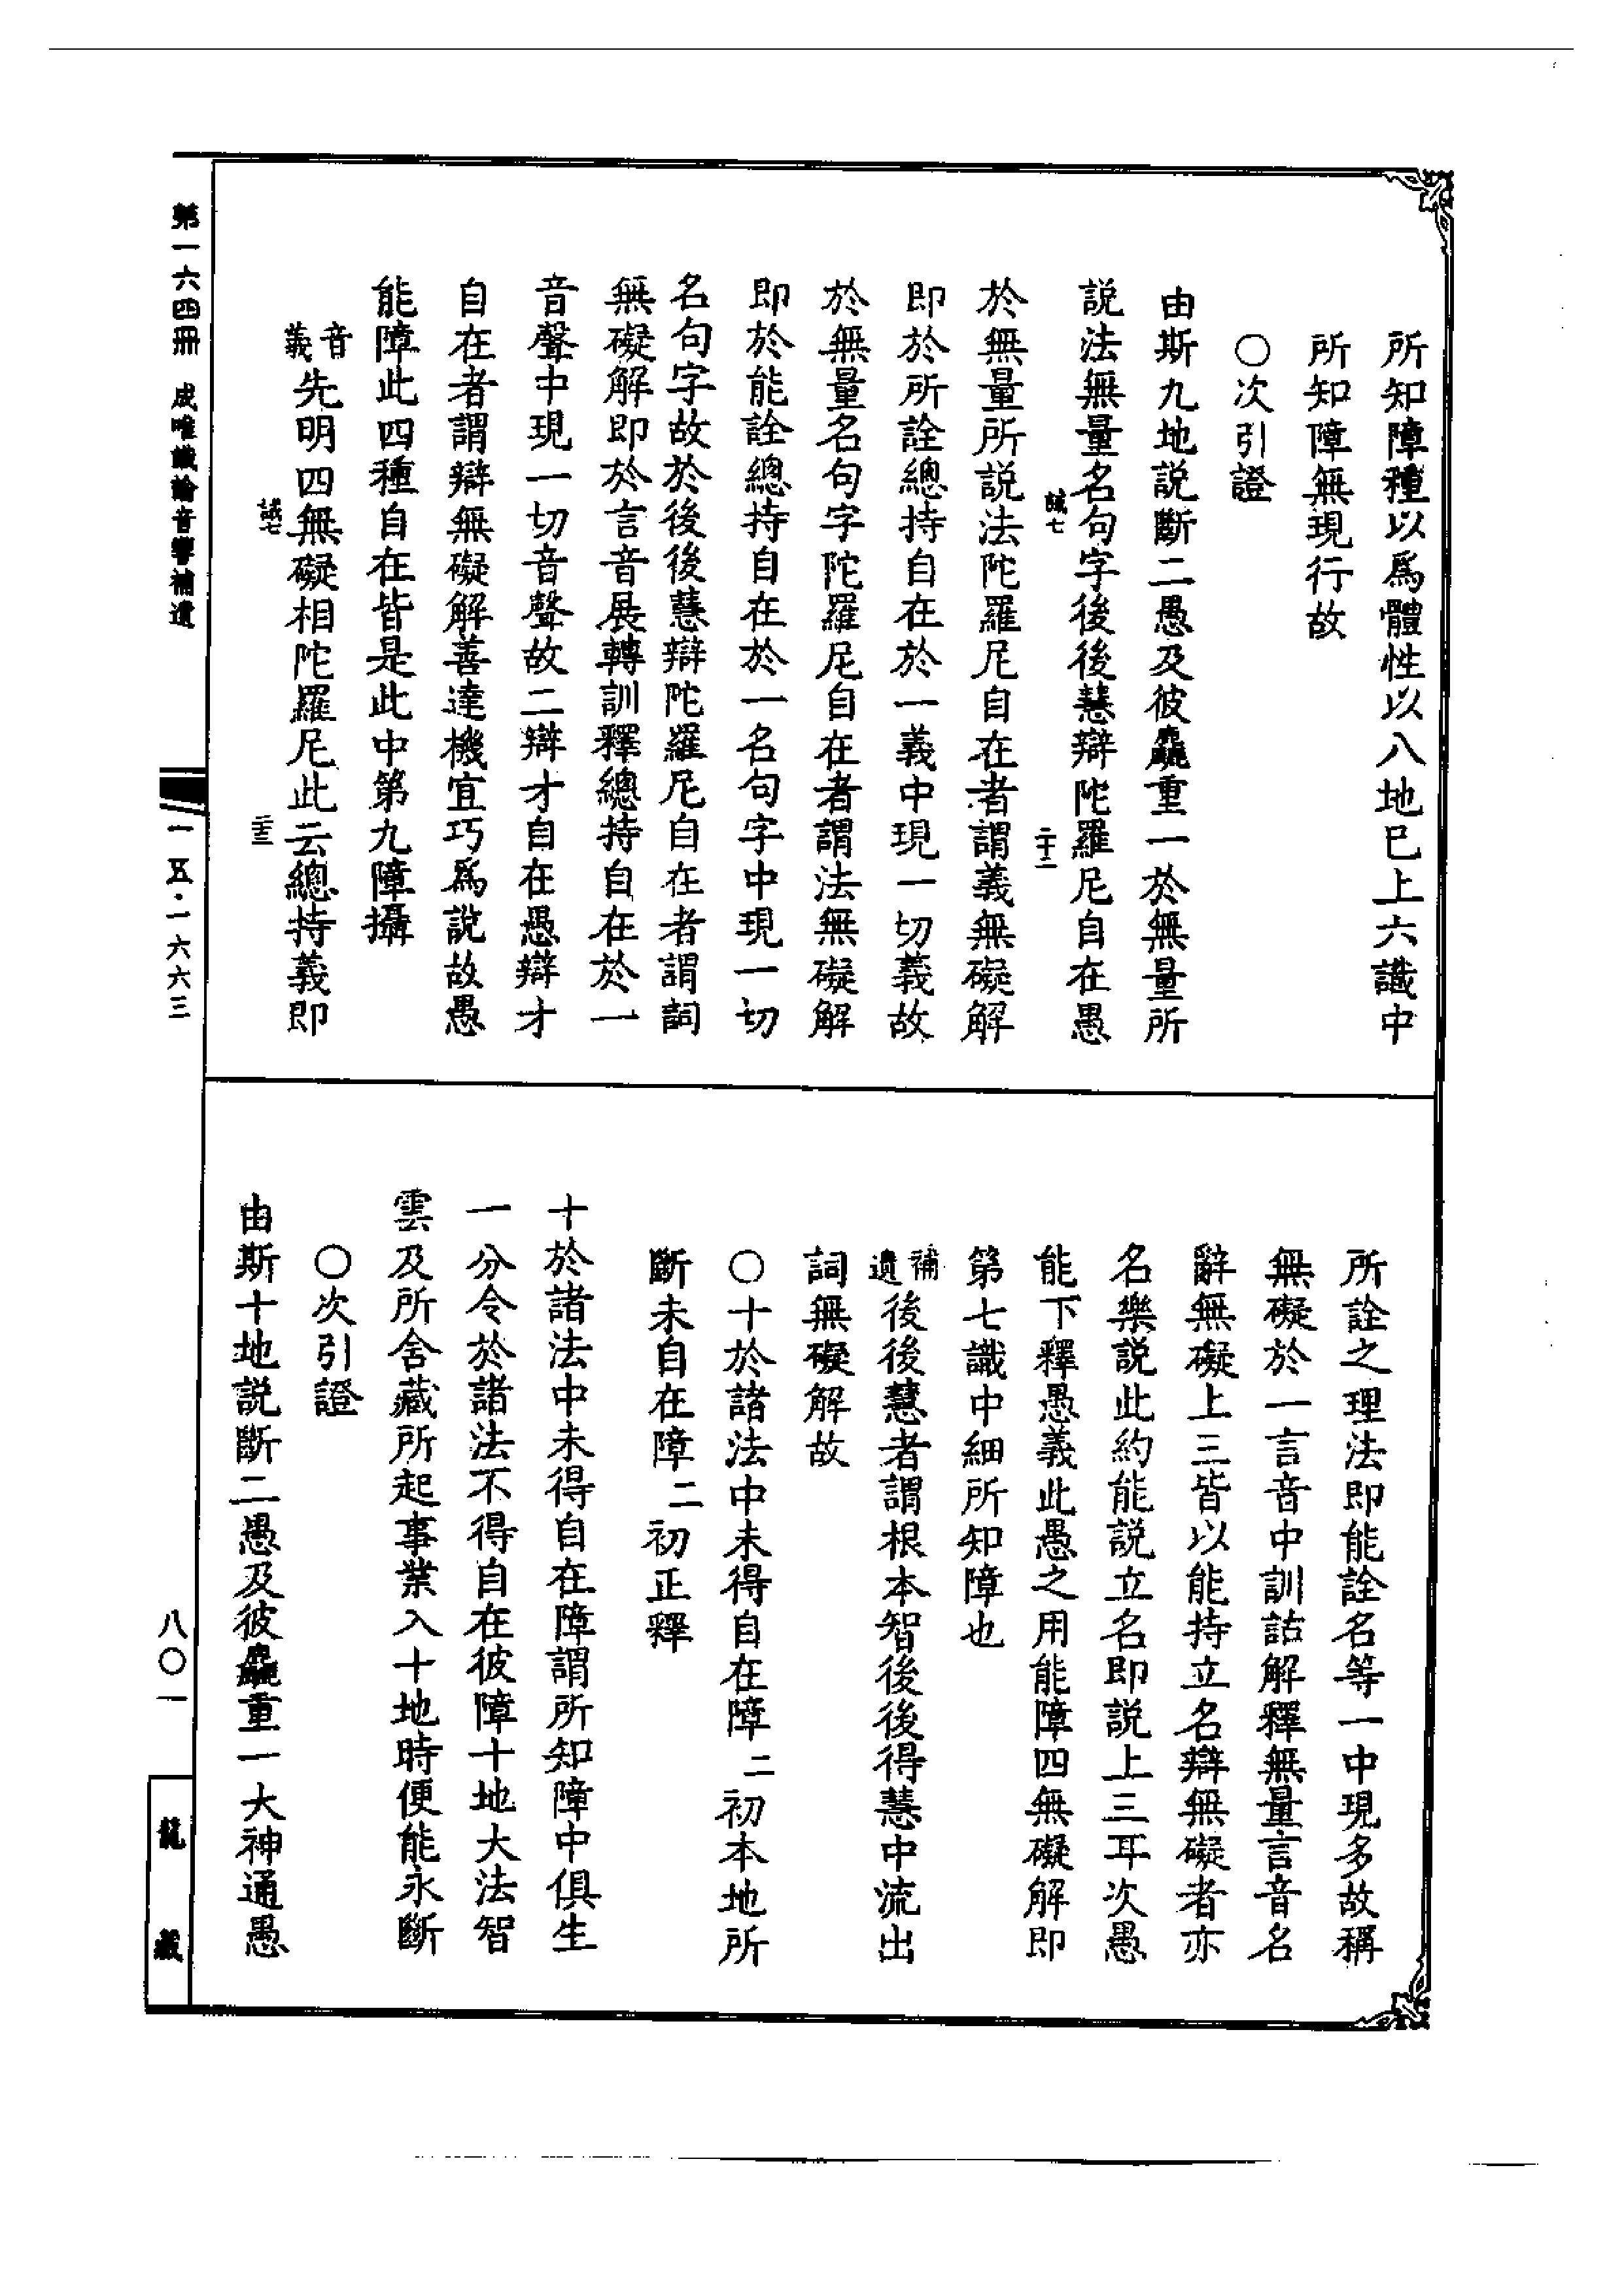 所知障種以爲體性以八地已上六識中
所知障無現行故
○次引證
由斯九地説斷二愚及彼麤重一於無量所
説法無量名句字後後慧辯陀羅尼自在愚
誠七
二十二
於無量所説法陀羅尼自在者謂義無礙解
即於所詮總持自在於一義中現一切義故
於無量名句字陀羅尼自在者謂法無礙解
即於能詮總持自在於一名句字中現一切
名句字故於後後慧辯陀羅尼自在者謂詞
無礙解即於言音展轉訓釋總持自在於一
音聲中現一切音聲故二辯才自在愚辯才
自在者謂辯無礙解善達機宜巧爲説故愚
能障此四種自在皆是此中第九障攝
音義先明四無礙相陀羅尼此云總持義即
誠七
二十三
所詮之理法即能詮名等一中現多故稱
無礙於一言音中訓詁解釋無量言音名
辭無礙上三皆以能持立名辯無礙者亦
名樂説此約能説立名即説上三耳次愚
能下釋愚義此愚之用能障四無礙解即
第七識中細所知障也
補遺後後慧者謂根本智後後得慧中流出
詞無礙解故
○十於諸法中未得自在障二初本地所
斷未自在障二初正釋
十於諸法中未得自在障謂所知障中俱生
一分令於諸法不得自在彼障十地大法智
雲及所含藏所起事業入十地時便能永斷
○次引證
由斯十地説斷二愚及彼麤重一大神通愚
第一六四冊 成唯識論音響補遺
一五·一六六三
八〇一
龍藏